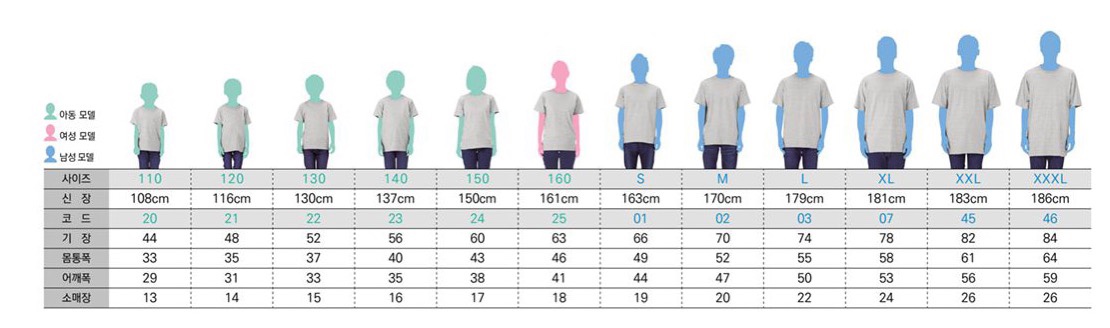 아동 모델
여성 모델
남성 모델
사이즈 110 120 130 140 150 160 S M L XL XXL XXXL
신 장 108cm 116cm 130cm 137cm 150cm 161cm 163cm 170cm 179cm 181cm 183cm 186cm
코 드 20 21 22 23 24 25 01 02 03 07 45 46
기 장 44 48 52 56 60 63 66 70 74 78 82 84
몸통폭 33 35 37 40 43 46 49 52 55 58 61 64
어깨폭 29 31 33 35 38 41 44 47 50 53 56 59
소매장 13 14 15 16 17 18 19 20 22 24 26 26